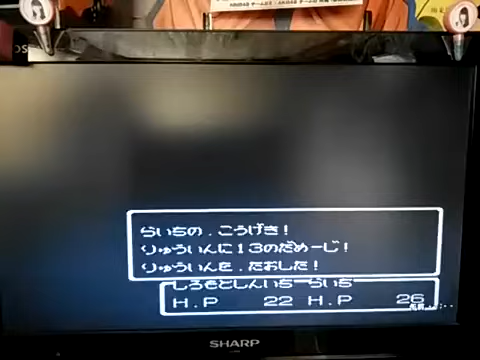 らいちの．こうげき！
りゅういんに１３のだめーじ！
りゅういんを．たおした！
しろもとしんいち らいち
H.P 22 H.P 26
SHARP